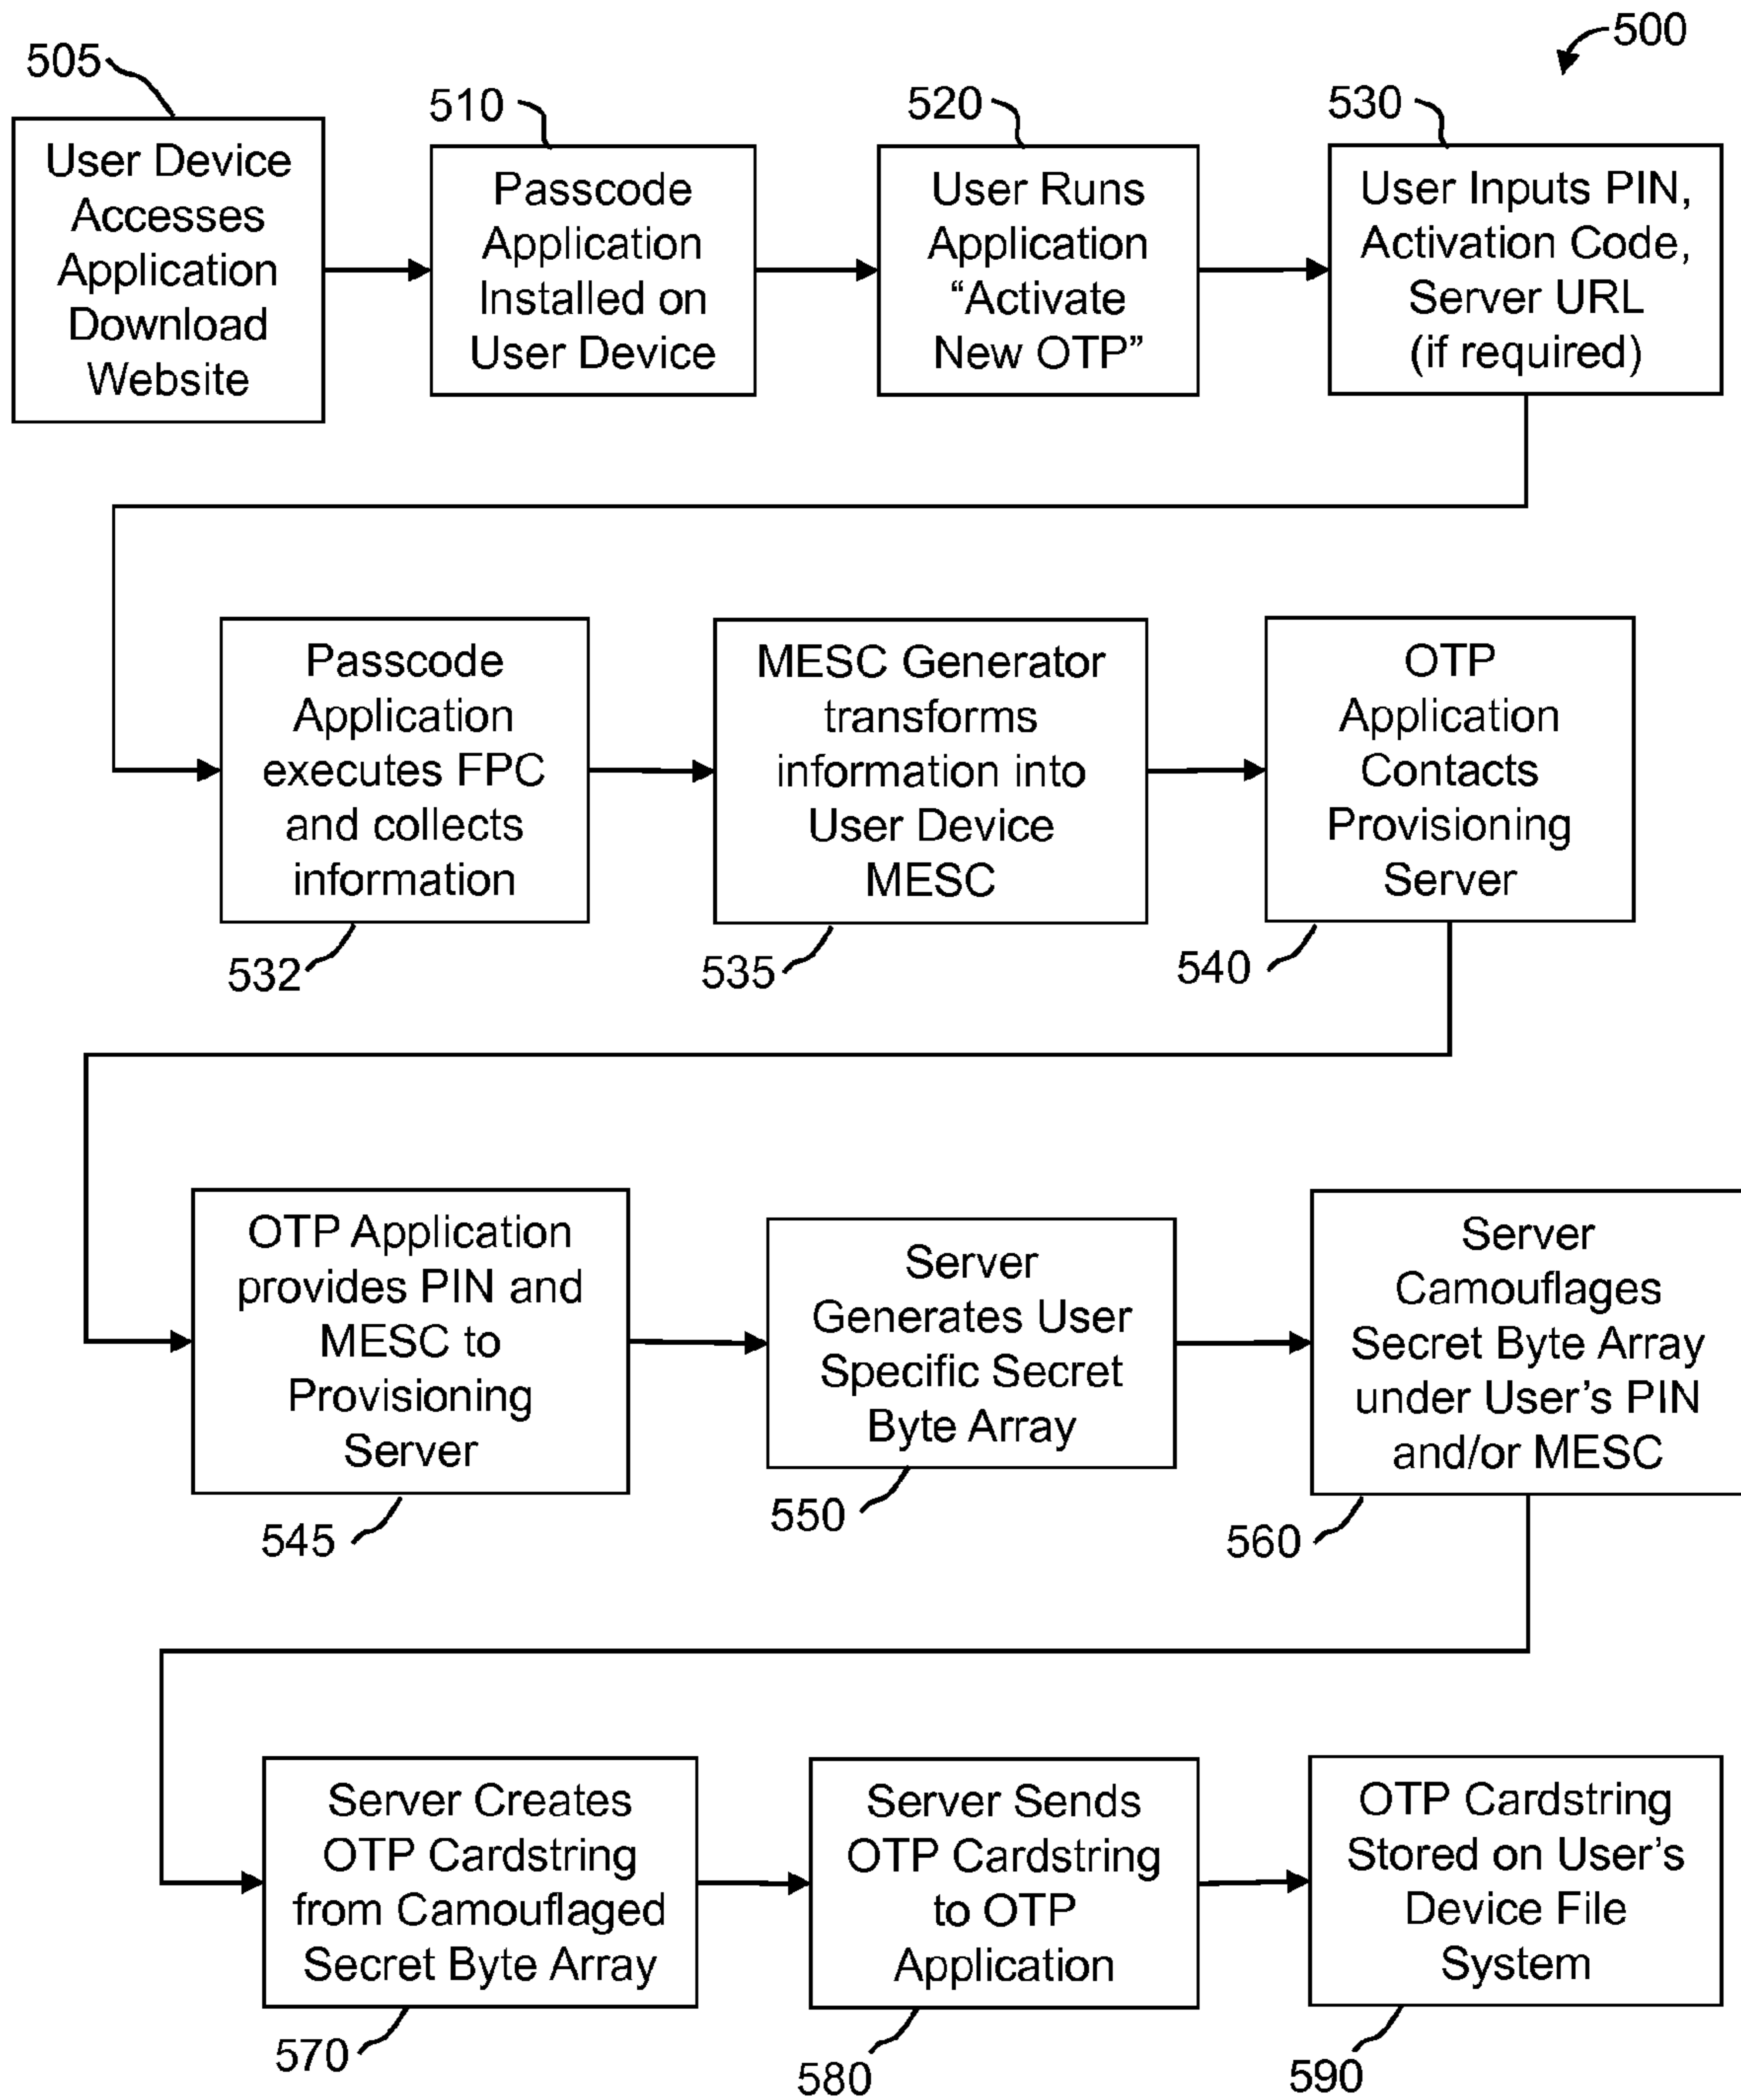 500
505
User Device
Accesses
Application
Download
Website
510
Passcode
Application
Installed on
User Device
520
User Runs
Application
“Activate
New OTP”
530
User Inputs PIN,
Activation Code,
Server URL
(if required)
Passcode
Application
executes FPC
and collects
information
532
MESC Generator
transforms
information into
User Device
MESC
535
OTP
Application
Contacts
Provisioning
Server
540
OTP Application
provides PIN and
MESC to
Provisioning
Server
545
Server
Generates User
Specific Secret
Byte Array
550
Server
Camouflages
Secret Byte Array
under User’s PIN
and/or MESC
560
Server Creates
OTP Cardstring
from Camouflaged
Secret Byte Array
570
Server Sends
OTP Cardstring
to OTP
Application
580
OTP Cardstring
Stored on User’s
Device File
System
590